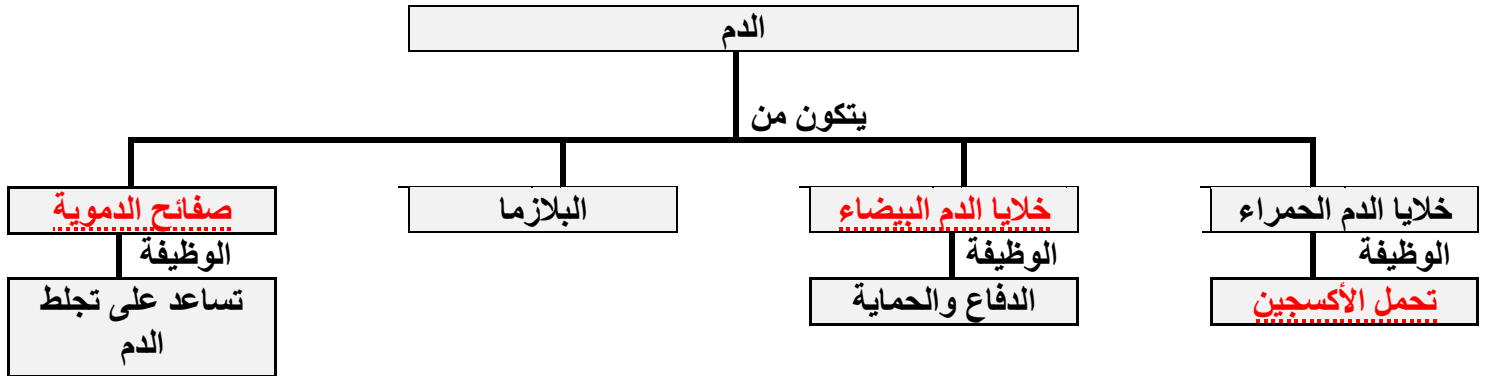 الدم
يتكون من
خلايا الدم الحمراء
خلايا الدم البيضاء
البلازما
صفائح الدموية
الوظيفة
الوظيفة
الوظيفة
تحمل الأكسجين
الدفاع والحماية
تساعد على تجلط
الدم